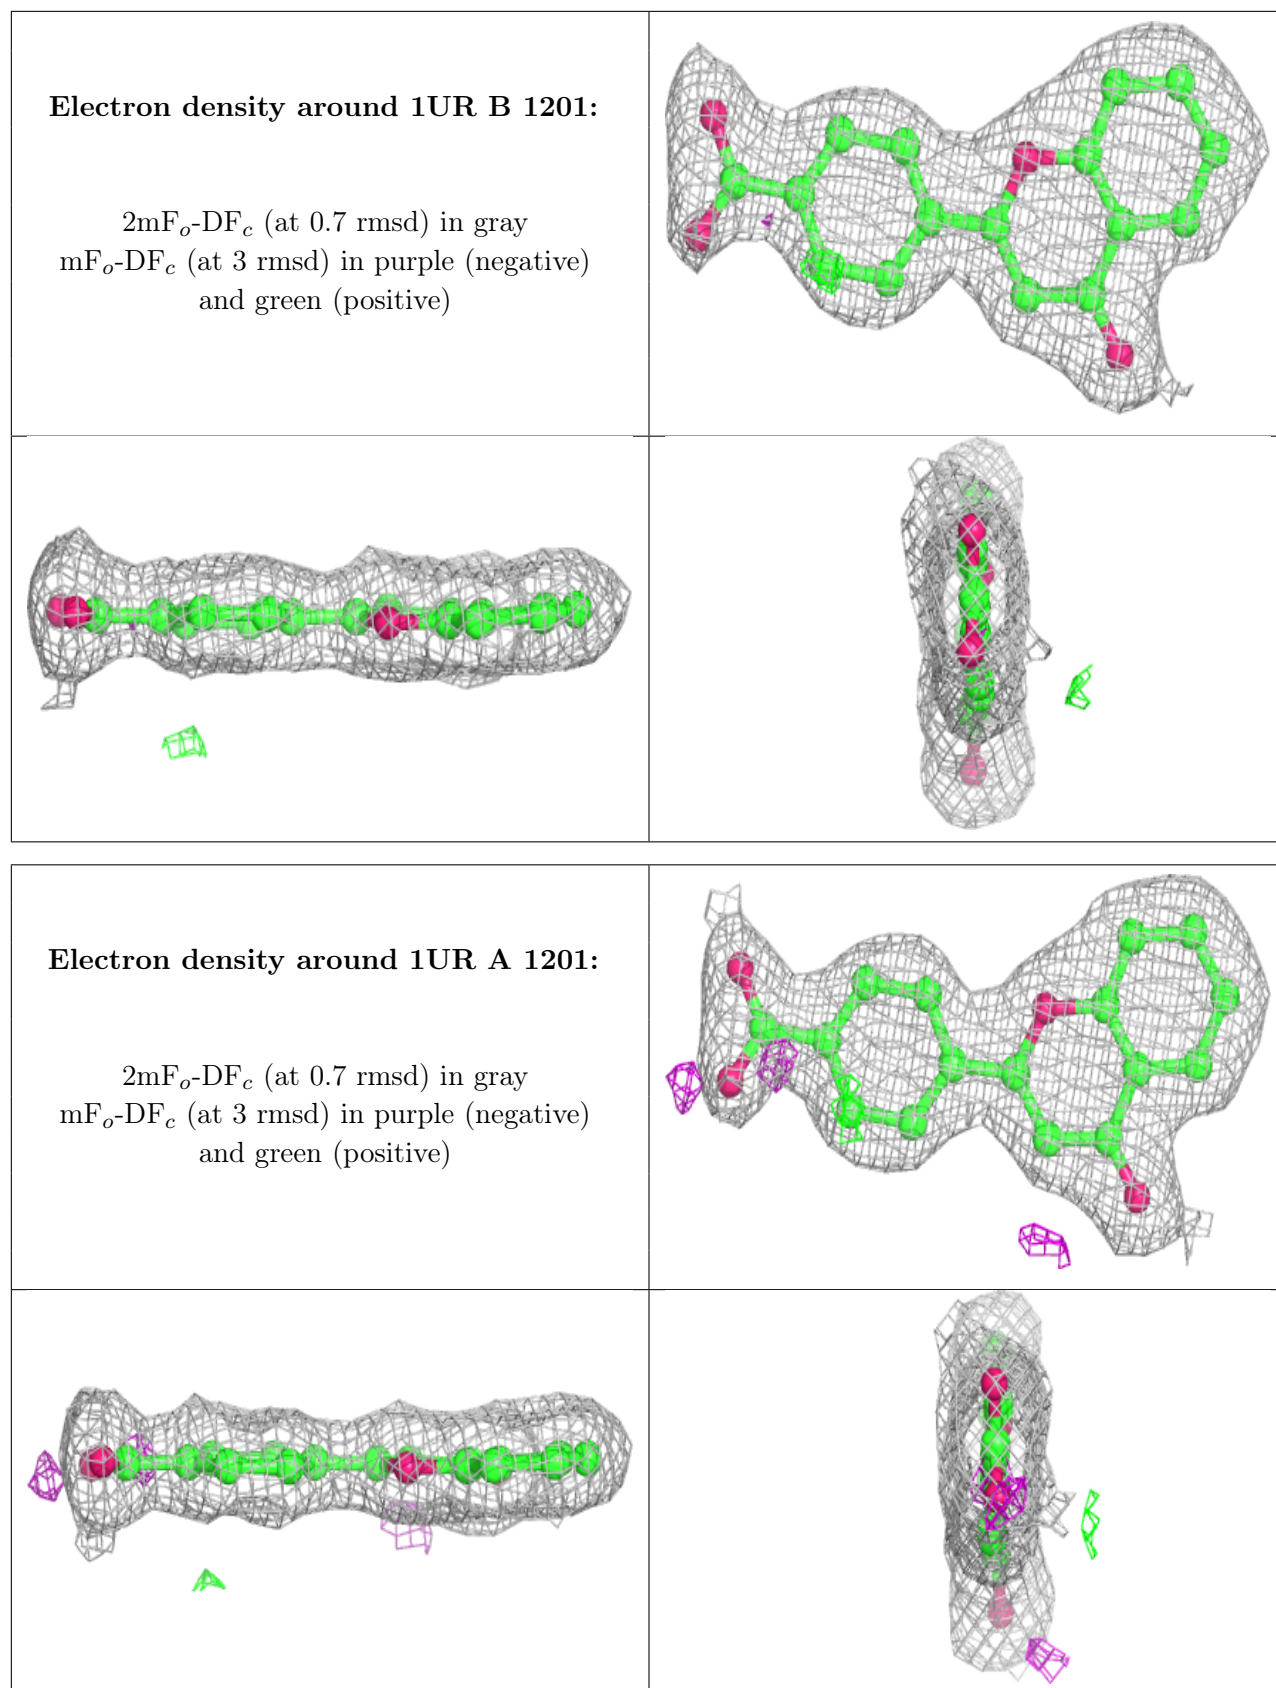 Electron density around 1UR B 1201:
2mFo-DFc (at 0.7 rmsd) in gray
mFo-DFc (at 3 rmsd) in purple (negative)
and green (positive)
Electron density around 1UR A 1201:
2mFo-DFc (at 0.7 rmsd) in gray
mFo-DFc (at 3 rmsd) in purple (negative)
and green (positive)